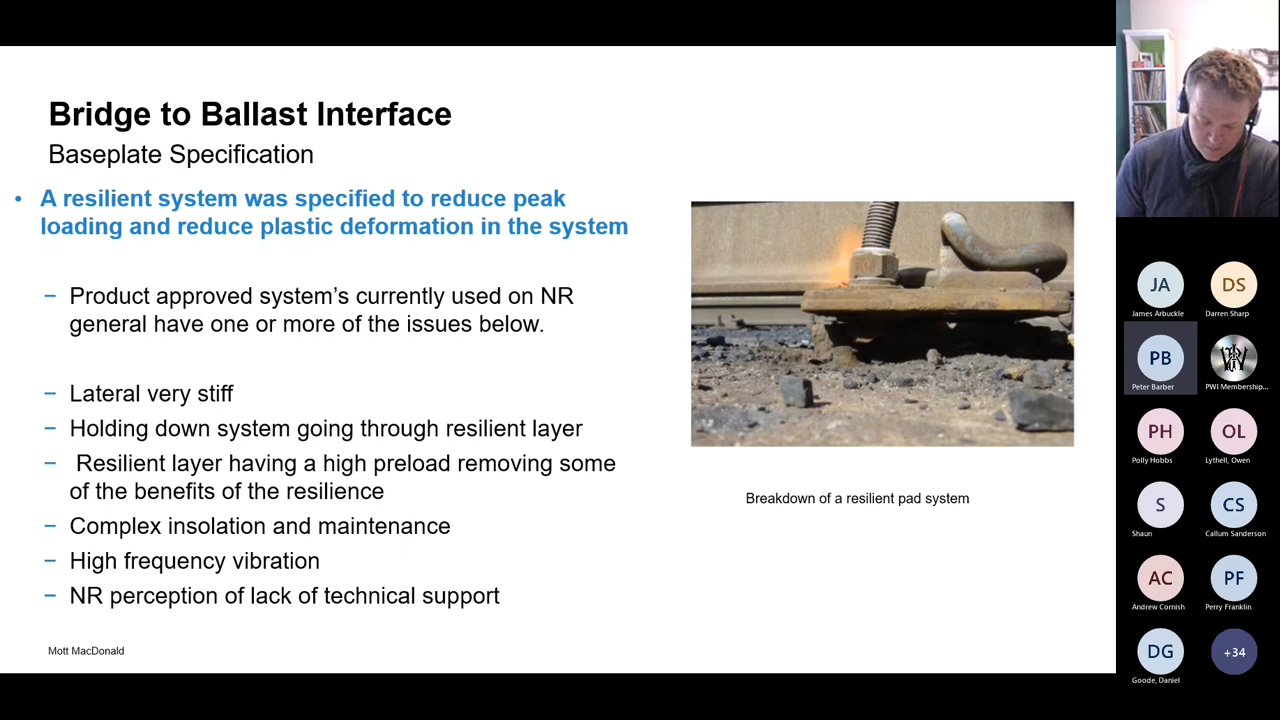 Bridge to Ballast Interface
Baseplate Specification
• A resilient system was specified to reduce peak
loading and reduce plastic deformation in the system
− Product approved system’s currently used on NR
general have one or more of the issues below.
− Lateral very stiff
− Holding down system going through resilient layer
− Resilient layer having a high preload removing some
of the benefits of the resilience
− Complex insolation and maintenance
− High frequency vibration
− NR perception of lack of technical support
Breakdown of a resilient pad system
Mott MacDonald
JA
James Arbuckle
DS
Darren Sharp
PB
Peter Barber
PWI Membership...
PH
Polly Hobbs
OL
Lythell, Owen
S
Shaun
CS
Callum Sanderson
AC
Andrew Cornish
PF
Perry Franklin
DG
Goode, Daniel
+34